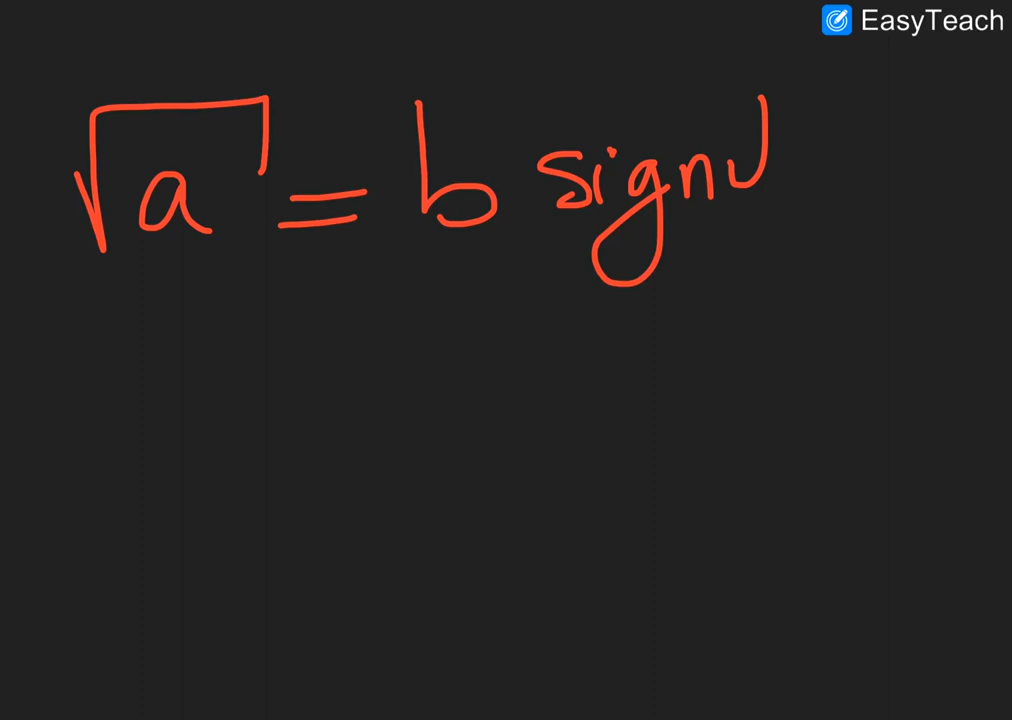 EasyTeach
√a = b sign